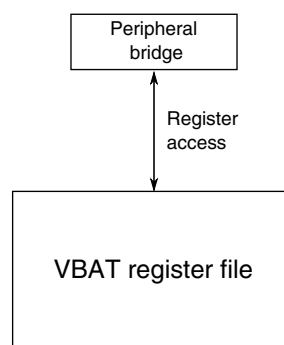 Peripheral
bridge
Register
access
VBAT register file